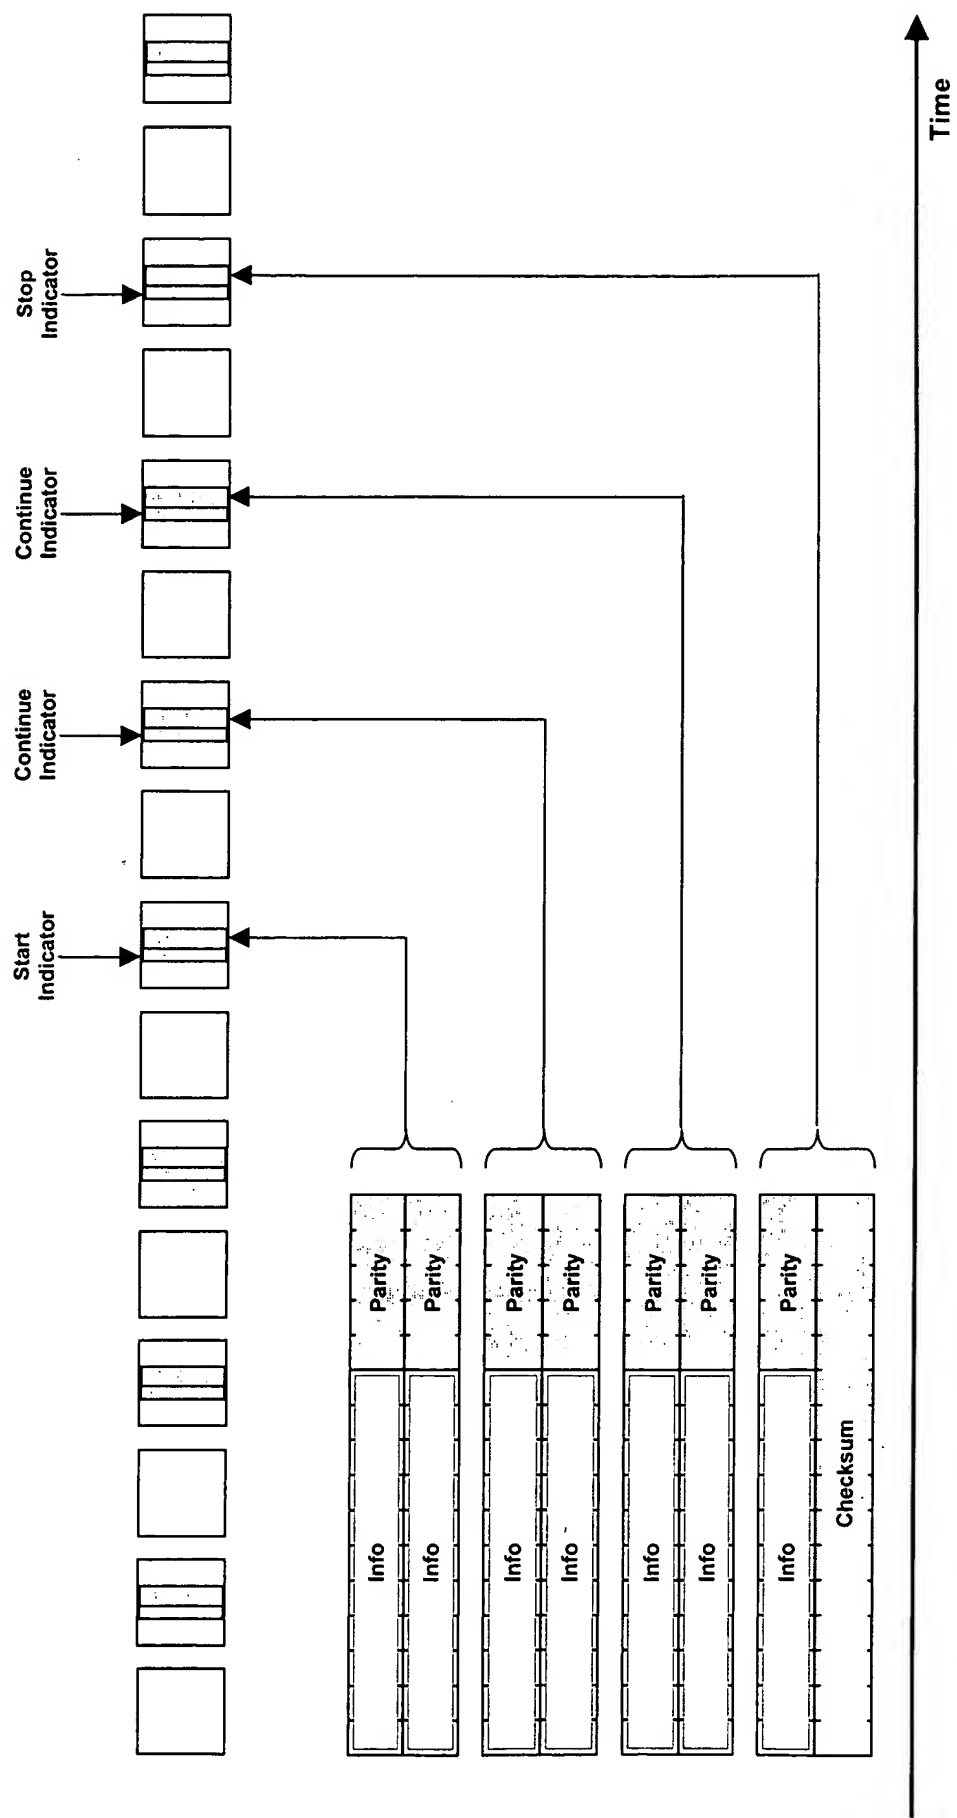 Start
Indicator
Continue
Indicator
Continue
Indicator
Stop
Indicator
Info
Parity
Info
Parity
Info
Parity
Info
Parity
Info
Parity
Info
Parity
Info
Parity
Checksum
Time